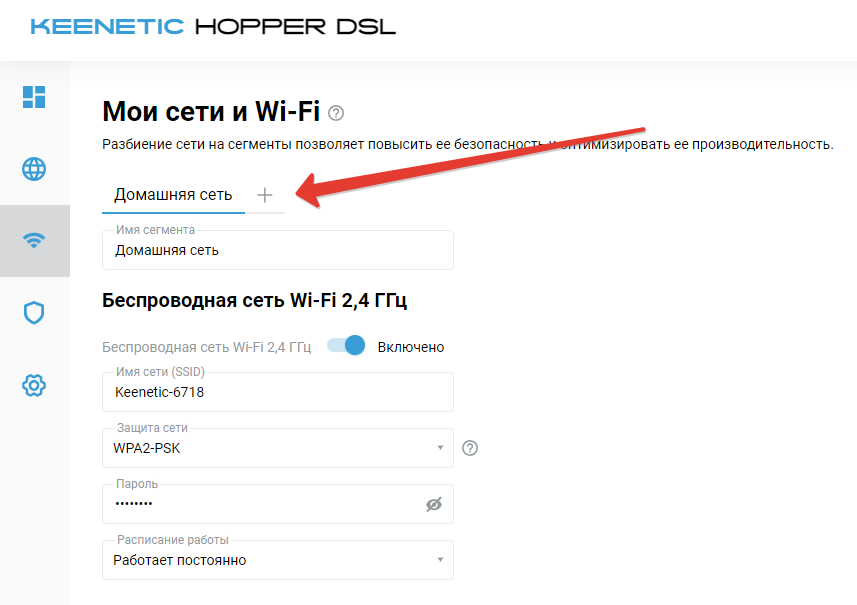 KEENETIC HOPPER DSL
Мои сети и Wi-Fi
Разбиение сети на сегменты позволяет повысить ее безопасность и оптимизировать ее производительность.
Домашняя сеть
Имя сегмента
Домашняя сеть
Беспроводная сеть Wi-Fi 2,4 ГГц
Беспроводная сеть Wi-Fi 2,4 ГГц Включено
Имя сети (SSID)
Keenetic-6718
Защита сети
WPA2-PSK
Пароль
••••••••
Расписание работы
Работает постоянно